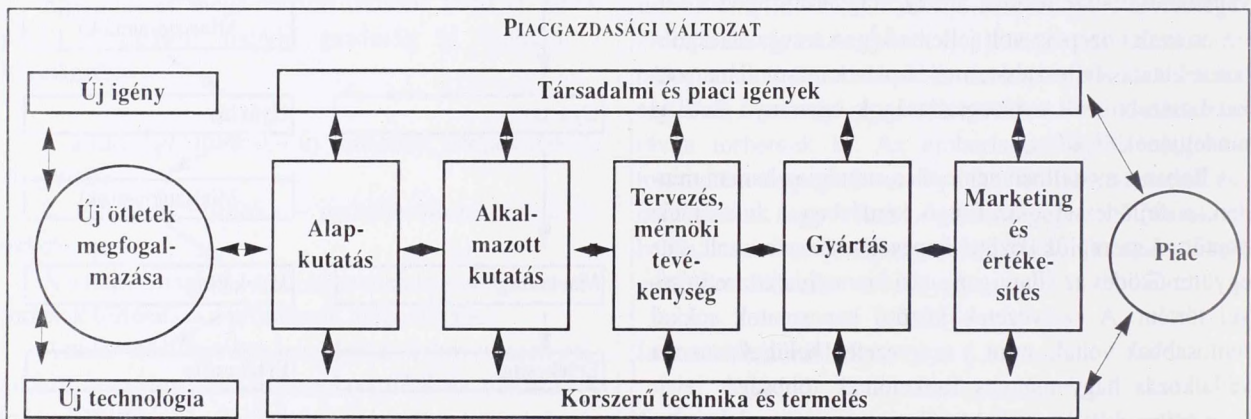 PIACGAZDASÁGI VÁLTOZAT
Új igény
Társadalmi és piaci igények
Új ötletek
megfogal-
mazása
Alap-
kutatás
Alkal-
mazott
kutatás
Tervezés,
mérnöki
tevé-
kenység
Gyártás
Marketing
és
értéke-
sítés
Piac
Új technológia
Korszerű technika és termelés